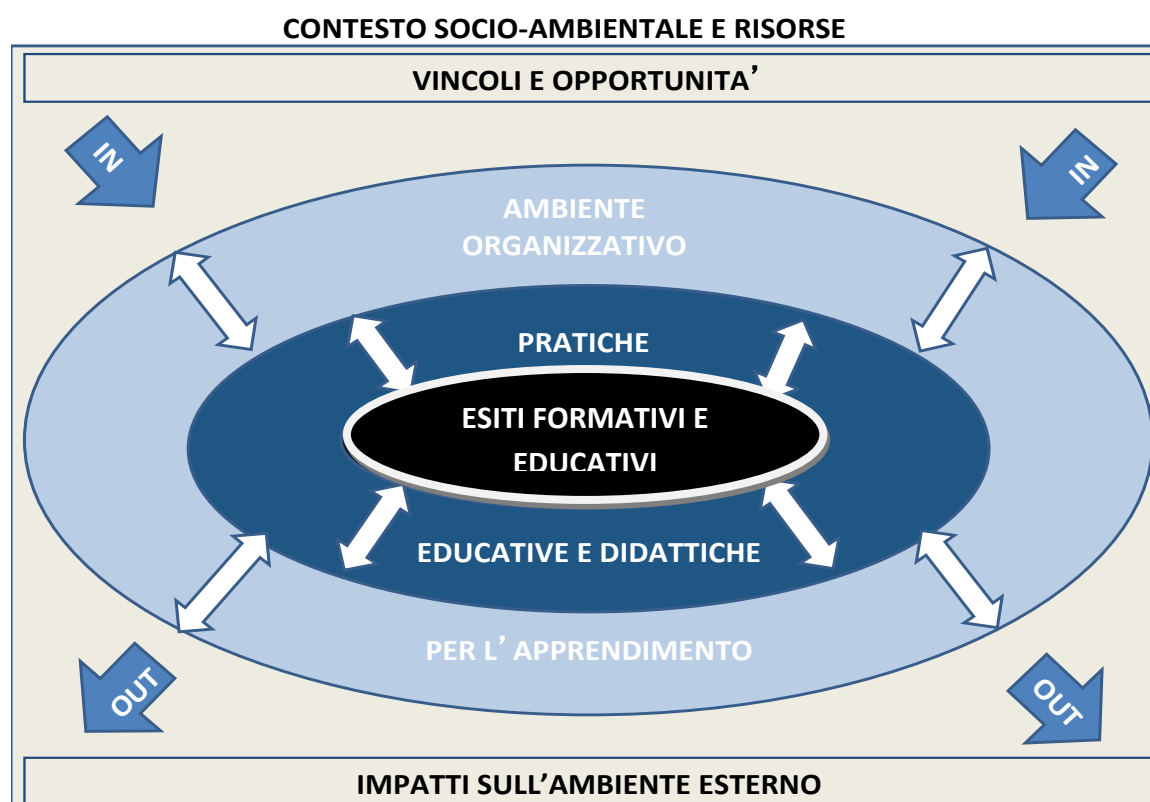 CONTESTO SOCIO-AMBIENTALE E RISORSE
VINCOLI E OPPORTUNITA’
IN
IN
AMBIENTE
ORGANIZZATIVO
PRATICHE
ESITI FORMATIVI E
EDUCATIVI
EDUCATIVE E DIDATTICHE
PER L’ APPRENDIMENTO
OUT
OUT
IMPATTI SULL’AMBIENTE ESTERNO